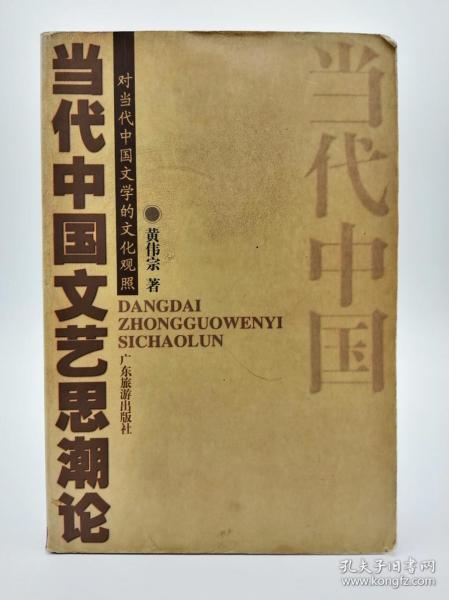 当代中国文艺思潮论
对当代中国文学的文化观照
当代中国
黄伟宗 著
DANGDAI
ZHONGGUOWENYI
SICHAOLUN
广东旅游出版社
孔夫子旧书网
kongfz.com